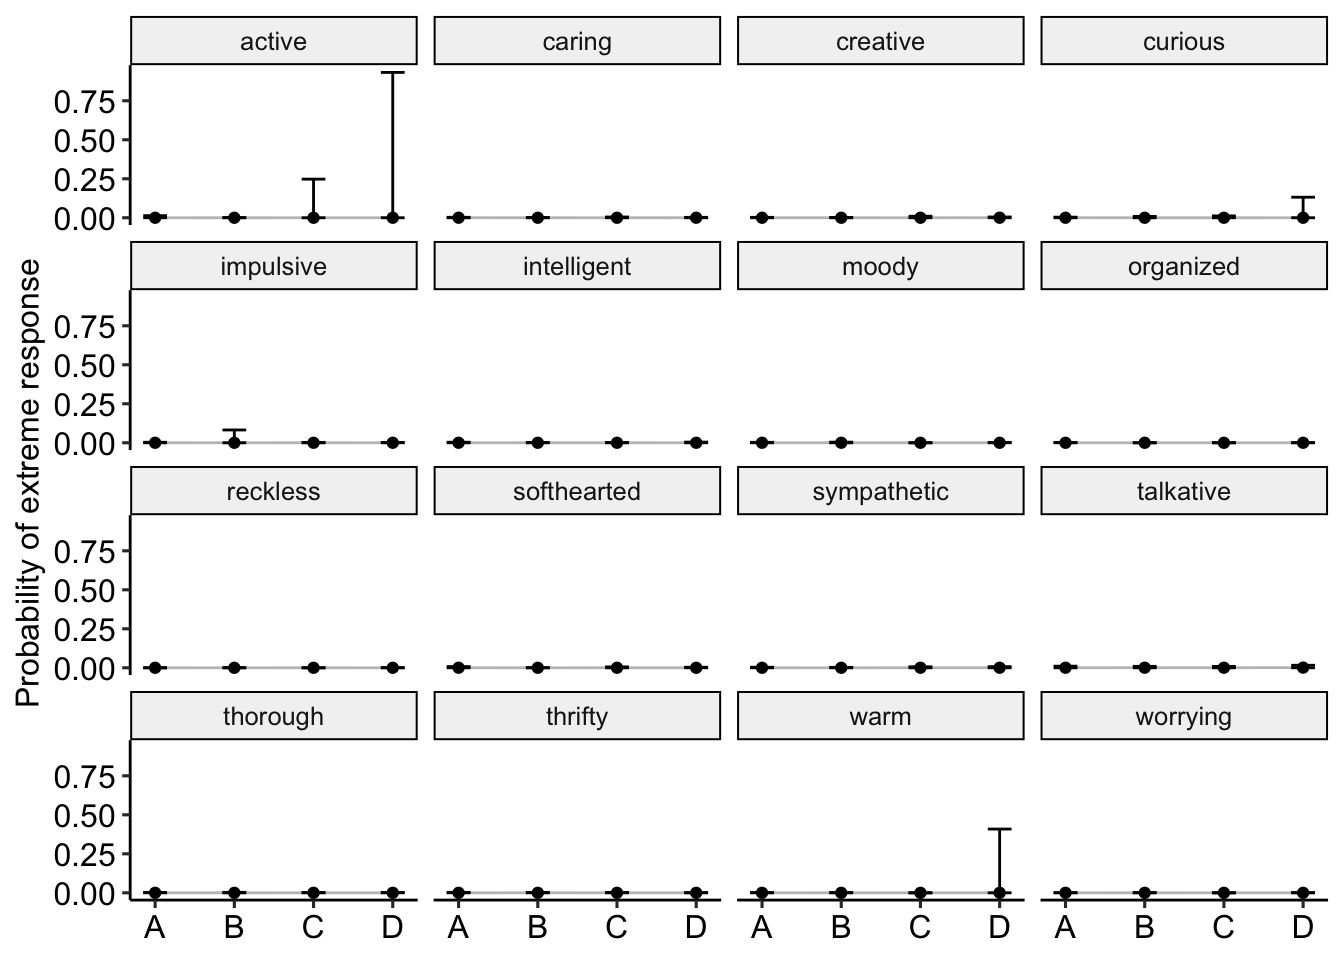 active caring creative curious
0.75
0.50
0.25
0.00
impulsive intelligent moody organized
0.75
0.50
0.25
0.00
reckless softhearted sympathetic talkative
0.75
0.50
0.25
0.00
thorough thrifty warm worrying
0.75
0.50
0.25
0.00
A B C D A B C D A B C D A B C D
Probability of extreme response